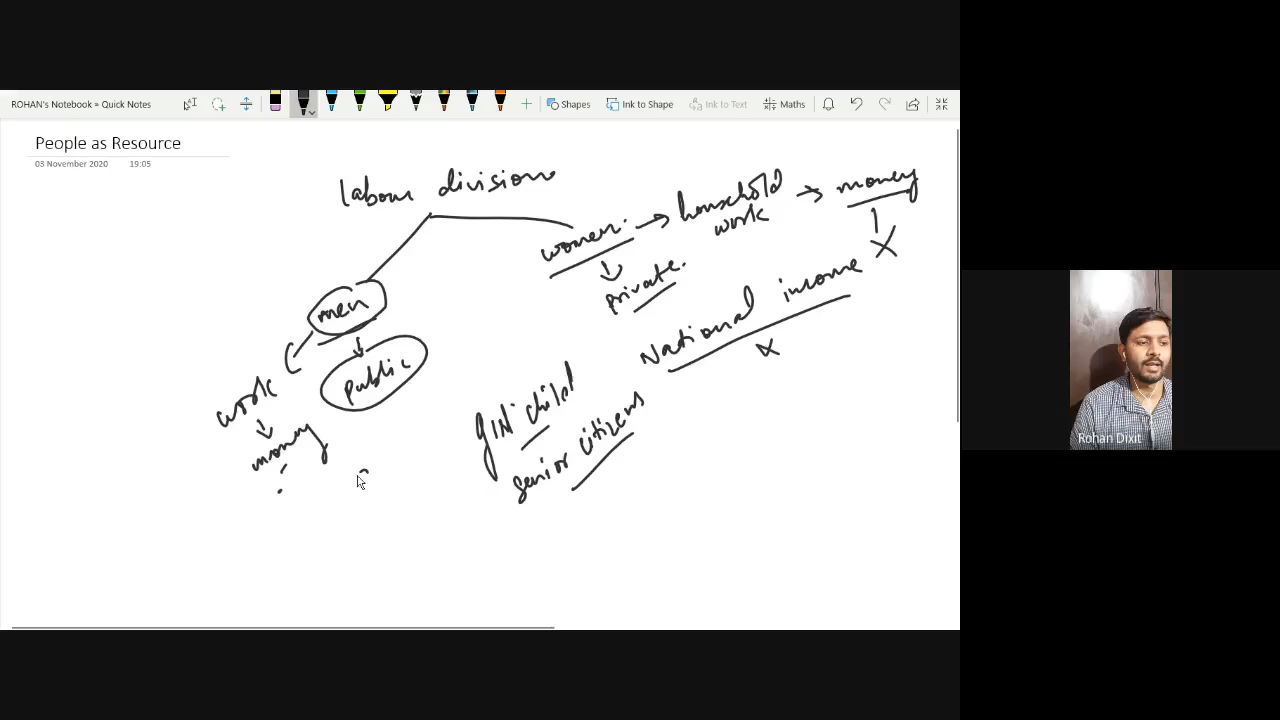 ROHAN's Notebook » Quick Notes
Shapes
Ink to Shape
Ink to Text
Maths
People as Resource
03 November 2020 19:05
labour division
women. → household work → money
X
private.
men
public
work
money
National income
x
girl child
senior citizens
Rohan Dixit